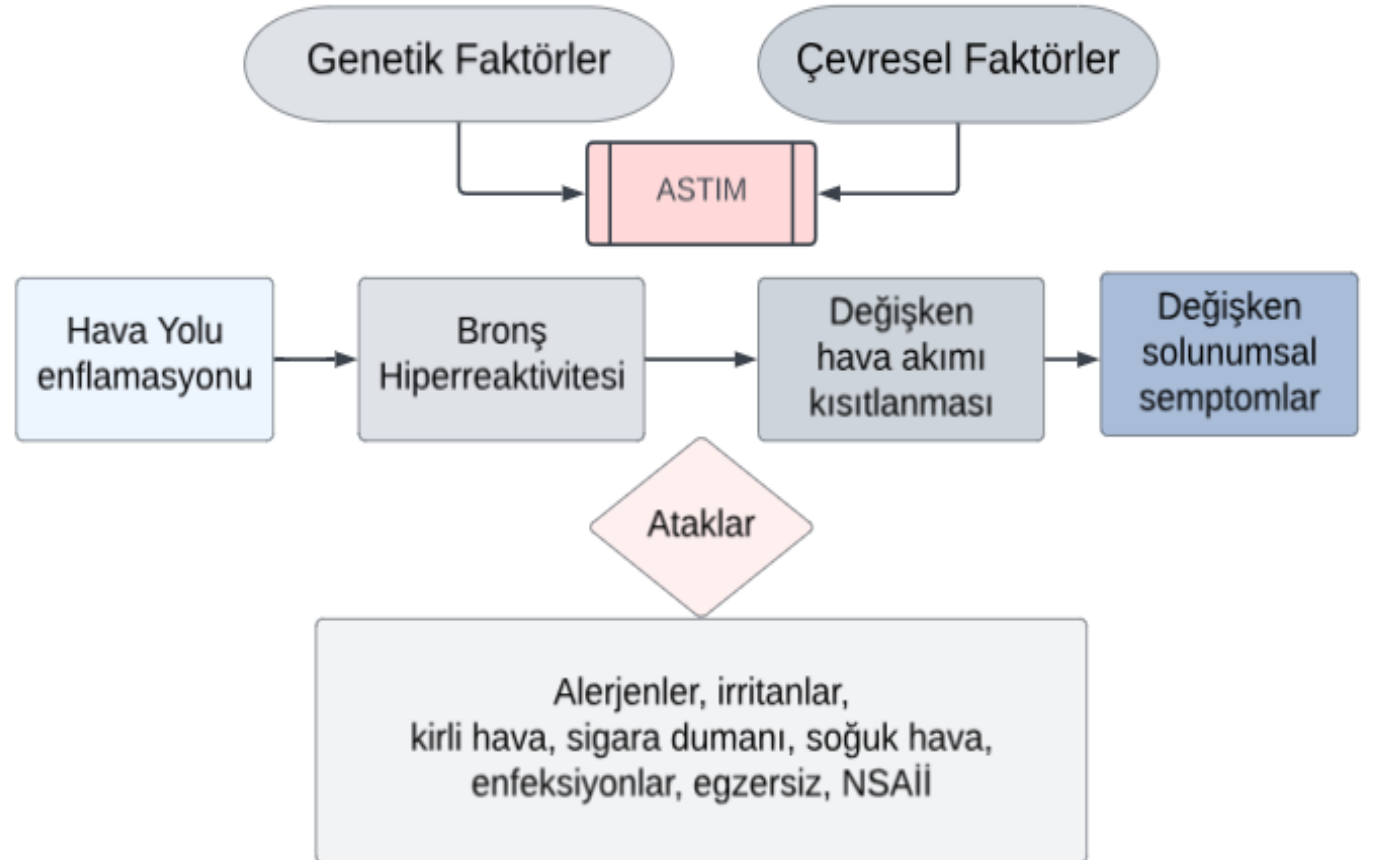 Genetik Faktörler
Çevresel Faktörler
ASTIM
Hava Yolu
enflamasyonu
Bronş
Hiperreaktivitesi
Değişken
hava akımı
kısıtlanması
Değişken
solunumsal
semptomlar
Ataklar
Alerjenler, irritanlar,
kirli hava, sigara dumanı, soğuk hava,
enfeksiyonlar, egzersiz, NSAİİ